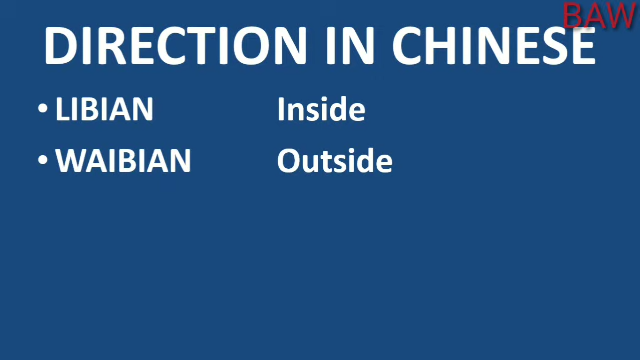 BAW
DIRECTION IN CHINESE
• LIBIAN Inside
• WAIBIAN Outside